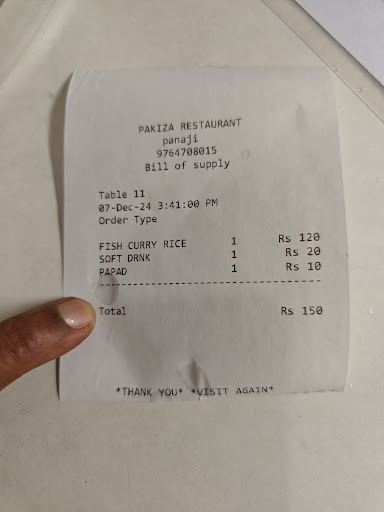 PAKIZA RESTAURANT
panaji
9764708015
Bill of supply
Table 11
07-Dec-24 3:41:00 PM
Order Type
FISH CURRY RICE 1 Rs 120
SOFT DRNK 1 Rs 20
PAPAD 1 Rs 10
----------------------------------------
Total Rs 150
*THANK YOU* *VISIT AGAIN*